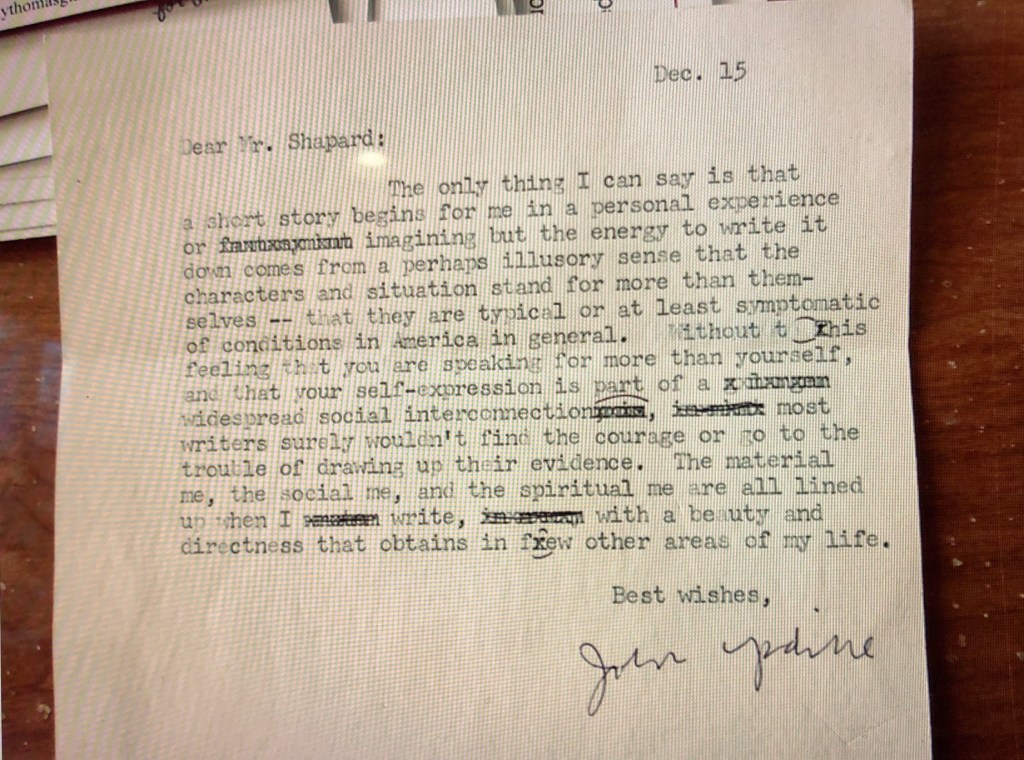 ythomasg
Dec. 15
Dear Mr. Shapard:
The only thing I can say is that
a short story begins for me in a personal experience
or imagining but the energy to write it
down comes from a perhaps illusory sense that the
characters and situation stand for more than them-
selves -- that they are typical or at least symptomatic
of conditions in America in general. Without this
feeling that you are speaking for more than yourself,
and that your self-expression is part of a
widespread social interconnection, most
writers surely wouldn't find the courage or go to the
trouble of drawing up their evidence. The material
me, the social me, and the spiritual me are all lined
up when I write, with a beauty and
directness that obtains in few other areas of my life.
Best wishes,
John Updike